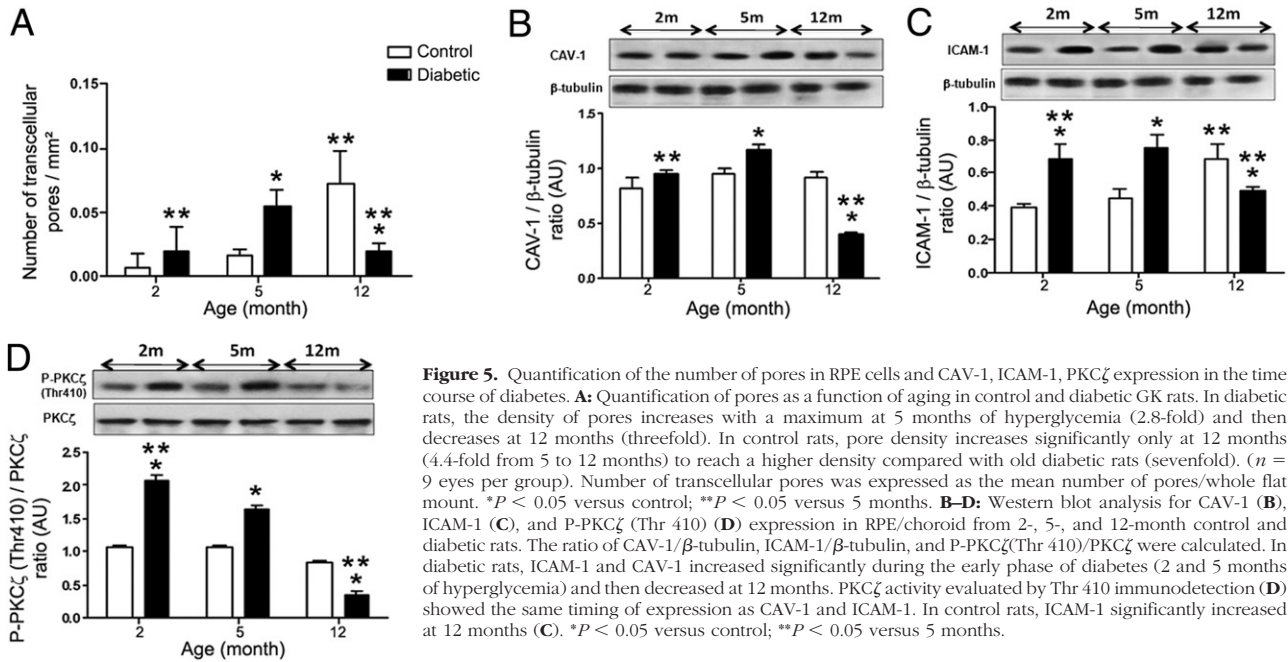 A
Control
Diabetic
Number of transcellular
pores / mm²
0.15
0.10
0.05
0.00
**
*
**
**
*
2
5
12
Age (month)
B
2m
5m
12m
CAV-1
β-tubulin
CAV-1 / β-tubulin
ratio (AU)
1.5
1.0
0.5
0.0
**
*
**
*
2
5
12
Age (month)
C
2m
5m
12m
ICAM-1
β-tubulin
ICAM-1 / β-tubulin
ratio (AU)
1.0
0.8
0.6
0.4
0.2
0.0
**
*
*
**
**
*
2
5
12
Age (month)
D
2m
5m
12m
P-PKCζ
(Thr410)
PKCζ
P-PKCζ (Thr410) / PKCζ
ratio (AU)
2.5
2.0
1.5
1.0
0.5
0.0
**
*
*
**
*
2
5
12
Age (month)
Figure 5. Quantification of the number of pores in RPE cells and CAV-1, ICAM-1, PKCζ expression in the time
course of diabetes. A: Quantification of pores as a function of aging in control and diabetic GK rats. In diabetic
rats, the density of pores increases with a maximum at 5 months of hyperglycemia (2.8-fold) and then
decreases at 12 months (threefold). In control rats, pore density increases significantly only at 12 months
(4.4-fold from 5 to 12 months) to reach a higher density compared with old diabetic rats (sevenfold). (n =
9 eyes per group). Number of transcellular pores was expressed as the mean number of pores/whole flat
mount. *P < 0.05 versus control; **P < 0.05 versus 5 months. B–D: Western blot analysis for CAV-1 (B),
ICAM-1 (C), and P-PKCζ (Thr 410) (D) expression in RPE/choroid from 2-, 5-, and 12-month control and
diabetic rats. The ratio of CAV-1/β-tubulin, ICAM-1/β-tubulin, and P-PKCζ(Thr 410)/PKCζ were calculated. In
diabetic rats, ICAM-1 and CAV-1 increased significantly during the early phase of diabetes (2 and 5 months
of hyperglycemia) and then decreased at 12 months. PKCζ activity evaluated by Thr 410 immunodetection (D)
showed the same timing of expression as CAV-1 and ICAM-1. In control rats, ICAM-1 significantly increased
at 12 months (C). *P < 0.05 versus control; **P < 0.05 versus 5 months.